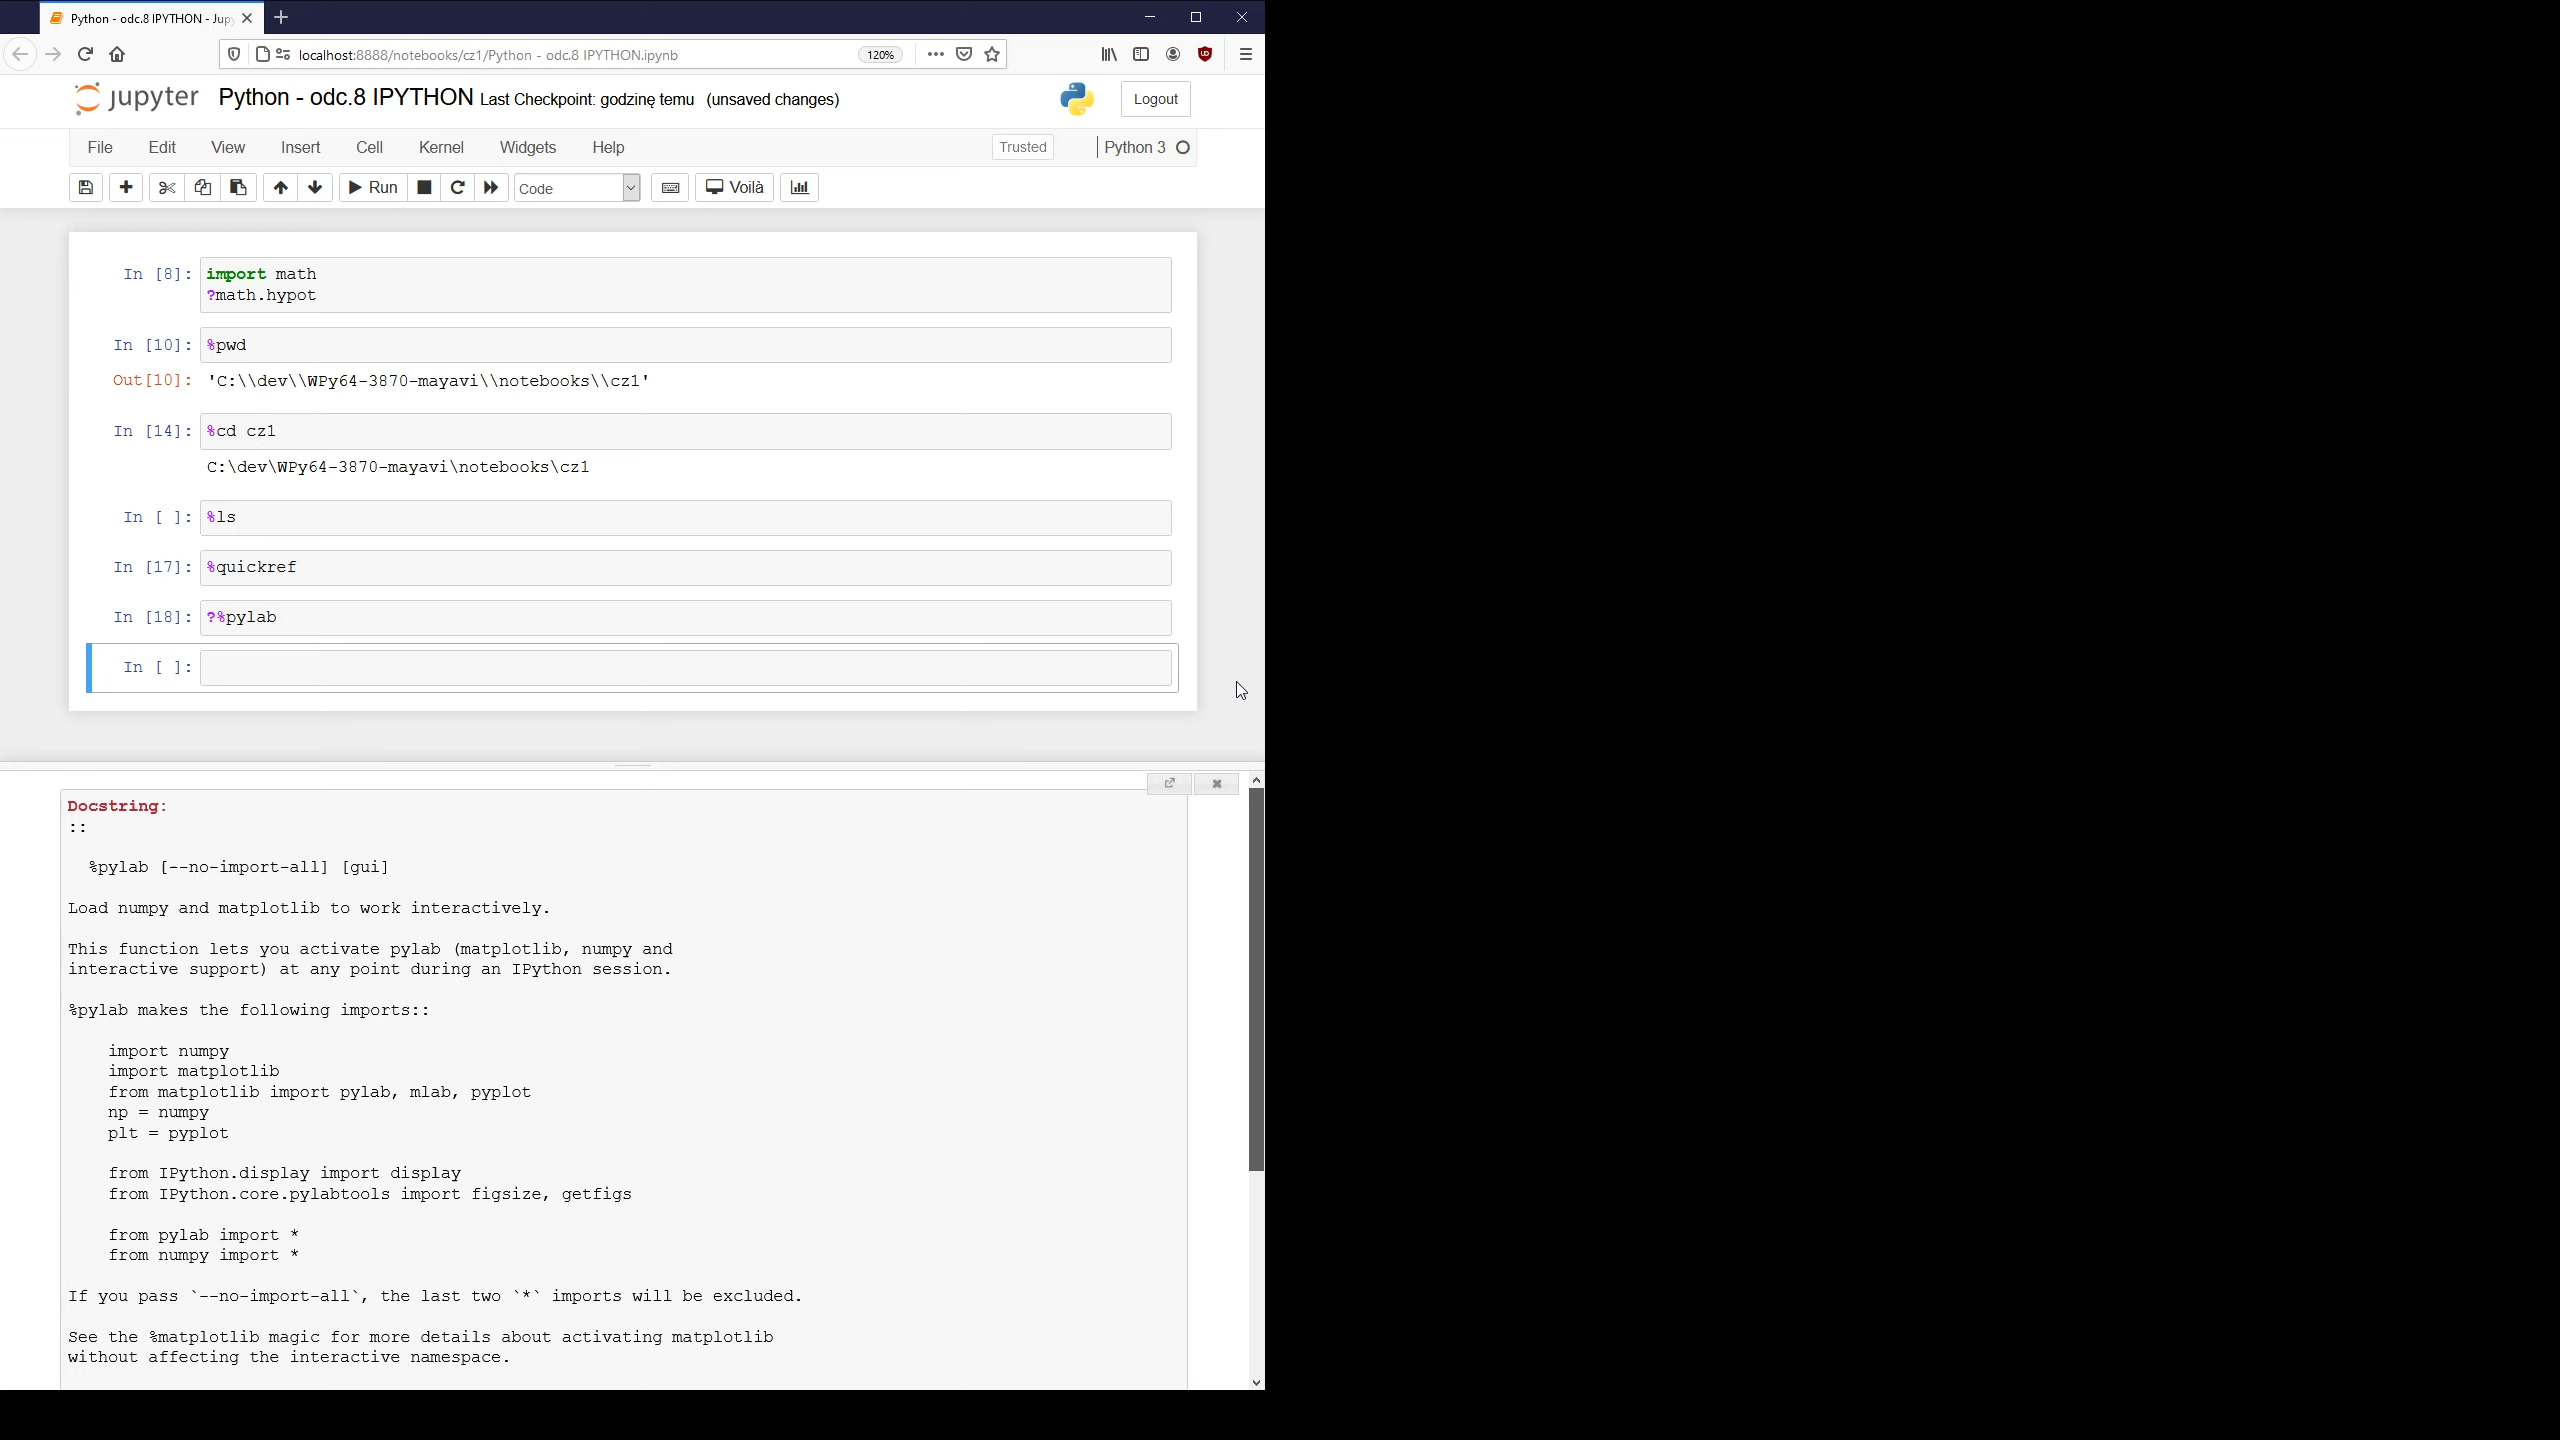 Python - odc.8 IPYTHON - Jup
localhost:8888/notebooks/cz1/Python - odc.8 IPYTHON.ipynb
120%
jupyter Python - odc.8 IPYTHON Last Checkpoint: godzinę temu (unsaved changes)
Logout
File Edit View Insert Cell Kernel Widgets Help
Trusted
Python 3
Run
Code
Voilà
In [8]: import math
?math.hypot
In [10]: %pwd
Out[10]: 'C:\\dev\\WPy64-3870-mayavi\\notebooks\\cz1'
In [14]: %cd cz1
C:\dev\WPy64-3870-mayavi\notebooks\cz1
In [ ]: %ls
In [17]: %quickref
In [18]: ?%pylab
In [ ]:
Docstring:
::
%pylab [--no-import-all] [gui]
Load numpy and matplotlib to work interactively.
This function lets you activate pylab (matplotlib, numpy and
interactive support) at any point during an IPython session.
%pylab makes the following imports::
import numpy
import matplotlib
from matplotlib import pylab, mlab, pyplot
np = numpy
plt = pyplot
from IPython.display import display
from IPython.core.pylabtools import figsize, getfigs
from pylab import *
from numpy import *
If you pass `--no-import-all`, the last two `*` imports will be excluded.
See the %matplotlib magic for more details about activating matplotlib
without affecting the interactive namespace.